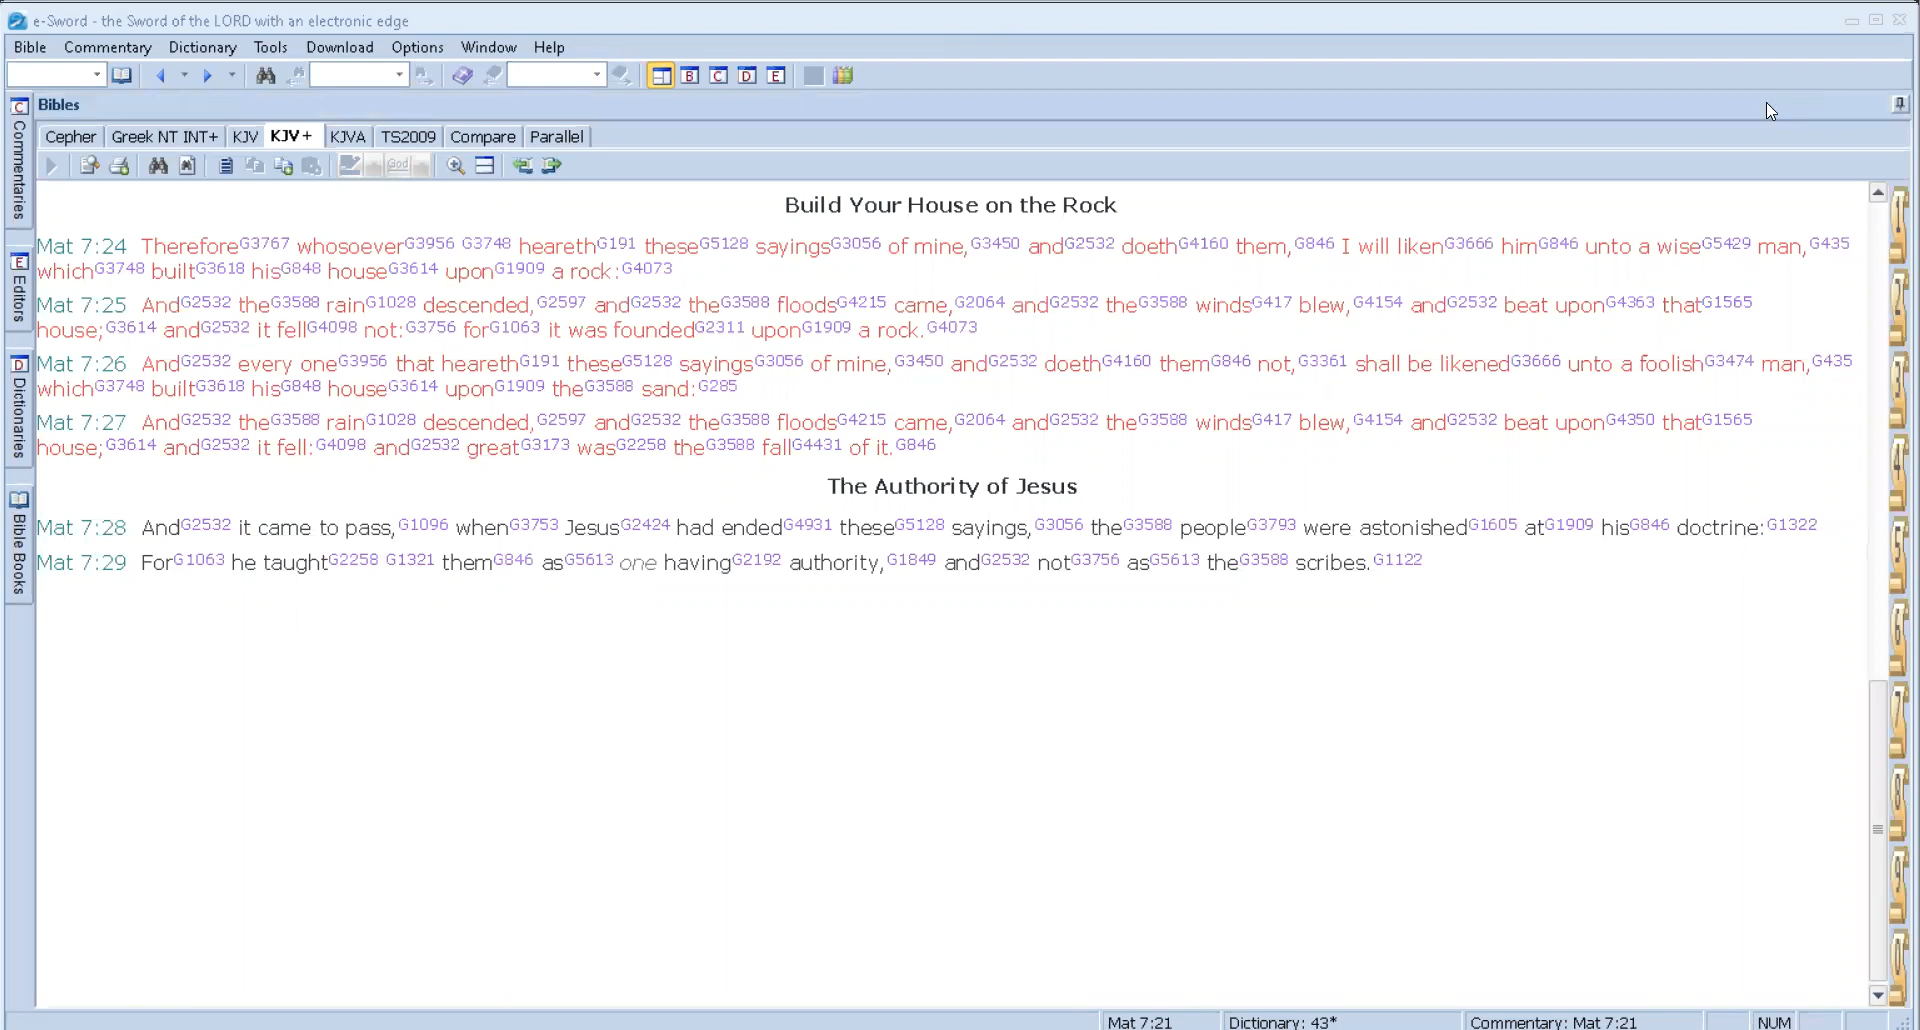 e-Sword - the Sword of the LORD with an electronic edge
Bible Commentary Dictionary Tools Download Options Window Help
B C D E
Bibles
Cepher Greek NT INT+ KJV KJV+ KJVA TS2009 Compare Parallel
God
C Commentaries
E Editors
D Dictionaries
Bible Books
Build Your House on the Rock
Mat 7:24 ThereforeG3767 whosoeverG3956 G3748 hearethG191 theseG5128 sayingsG3056 of mine,G3450 andG2532 doethG4160 them,G846 I will likenG3666 himG846 unto a wiseG5429 man,G435
whichG3748 builtG3618 hisG848 houseG3614 uponG1909 a rock:G4073
Mat 7:25 AndG2532 theG3588 rainG1028 descended,G2597 andG2532 theG3588 floodsG4215 came,G2064 andG2532 theG3588 windsG417 blew,G4154 andG2532 beat uponG4363 thatG1565
house;G3614 andG2532 it fellG4098 not:G3756 forG1063 it was foundedG2311 uponG1909 a rock.G4073
Mat 7:26 AndG2532 every oneG3956 that hearethG191 theseG5128 sayingsG3056 of mine,G3450 andG2532 doethG4160 themG846 not,G3361 shall be likenedG3666 unto a foolishG3474 man,G435
whichG3748 builtG3618 hisG848 houseG3614 uponG1909 theG3588 sand:G285
Mat 7:27 AndG2532 theG3588 rainG1028 descended,G2597 andG2532 theG3588 floodsG4215 came,G2064 andG2532 theG3588 windsG417 blew,G4154 andG2532 beat uponG4350 thatG1565
house;G3614 andG2532 it fell:G4098 andG2532 greatG3173 wasG2258 theG3588 fallG4431 of it.G846
The Authority of Jesus
Mat 7:28 AndG2532 it came to pass,G1096 whenG3753 JesusG2424 had endedG4931 theseG5128 sayings,G3056 theG3588 peopleG3793 were astonishedG1605 atG1909 hisG846 doctrine:G1322
Mat 7:29 ForG1063 he taughtG2258 G1321 themG846 asG5613 one havingG2192 authority,G1849 andG2532 notG3756 asG5613 theG3588 scribes.G1122
1
2
3
4
5
6
7
8
9
0
Mat 7:21 Dictionary: 43* Commentary: Mat 7:21 NUM